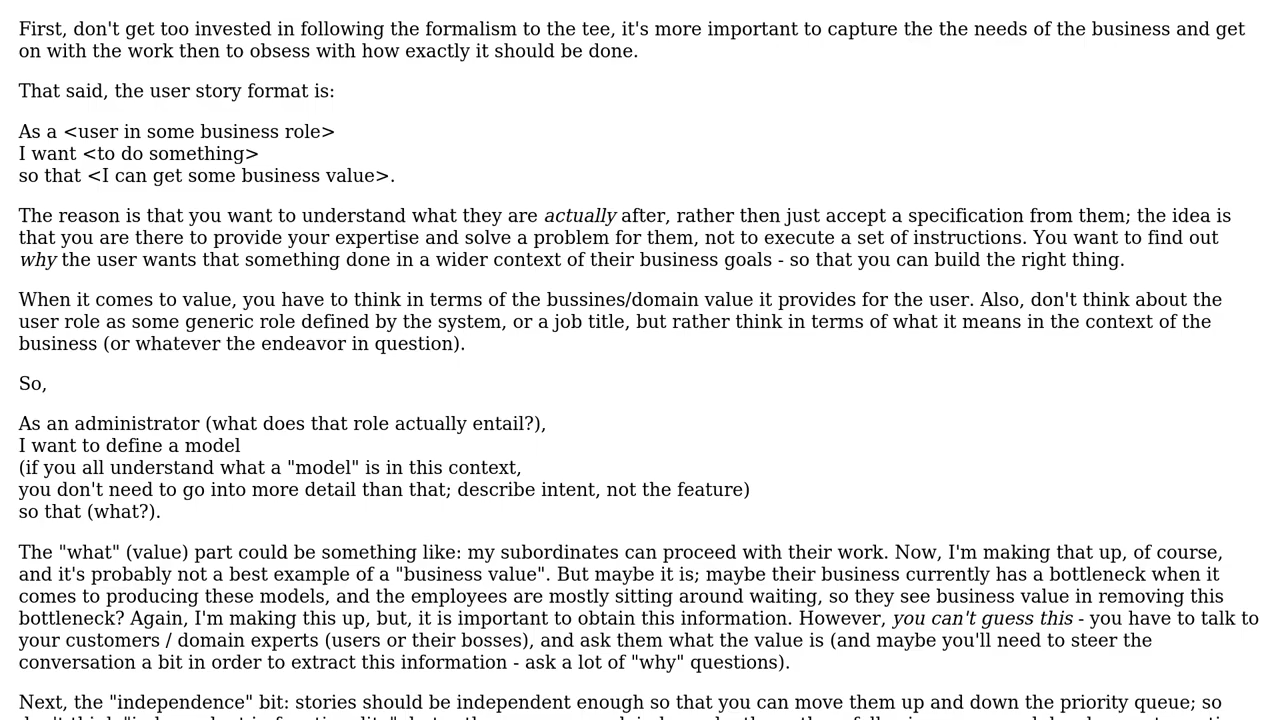 First, don't get too invested in following the formalism to the tee, it's more important to capture the the needs of the business and get
on with the work then to obsess with how exactly it should be done.
That said, the user story format is:
As a <user in some business role>
I want <to do something>
so that <I can get some business value>.
The reason is that you want to understand what they are actually after, rather then just accept a specification from them; the idea is
that you are there to provide your expertise and solve a problem for them, not to execute a set of instructions. You want to find out
why the user wants that something done in a wider context of their business goals - so that you can build the right thing.
When it comes to value, you have to think in terms of the bussines/domain value it provides for the user. Also, don't think about the
user role as some generic role defined by the system, or a job title, but rather think in terms of what it means in the context of the
business (or whatever the endeavor in question).
So,
As an administrator (what does that role actually entail?),
I want to define a model
(if you all understand what a "model" is in this context,
you don't need to go into more detail than that; describe intent, not the feature)
so that (what?).
The "what" (value) part could be something like: my subordinates can proceed with their work. Now, I'm making that up, of course,
and it's probably not a best example of a "business value". But maybe it is; maybe their business currently has a bottleneck when it
comes to producing these models, and the employees are mostly sitting around waiting, so they see business value in removing this
bottleneck? Again, I'm making this up, but, it is important to obtain this information. However, you can't guess this - you have to talk to
your customers / domain experts (users or their bosses), and ask them what the value is (and maybe you'll need to steer the
conversation a bit in order to extract this information - ask a lot of "why" questions).
Next, the "independence" bit: stories should be independent enough so that you can move them up and down the priority queue; so